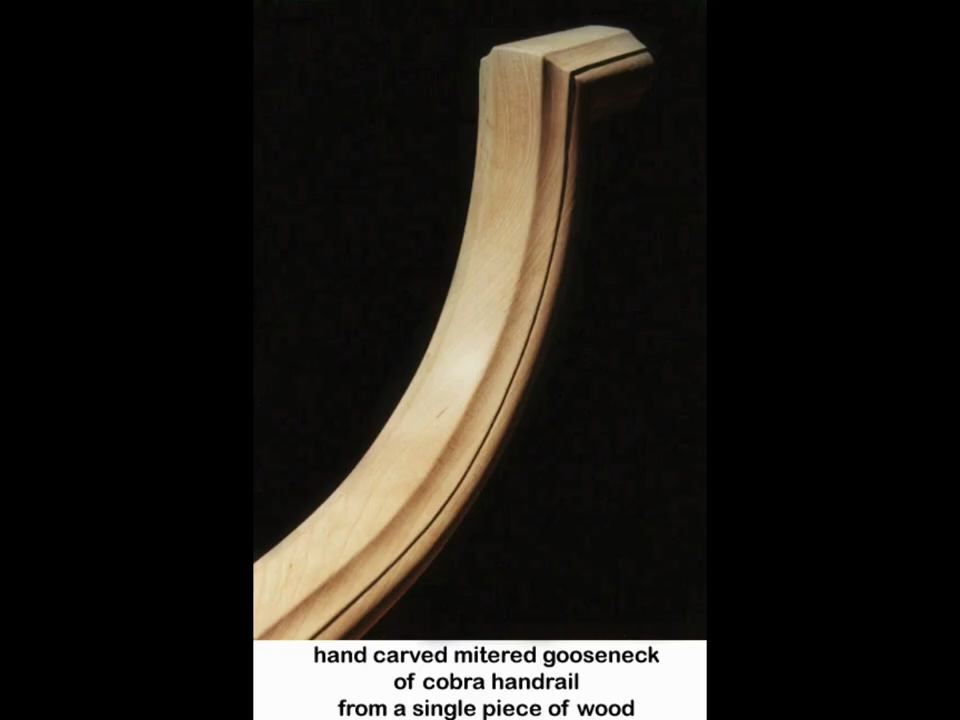 hand carved mitered gooseneck
of cobra handrail
from a single piece of wood